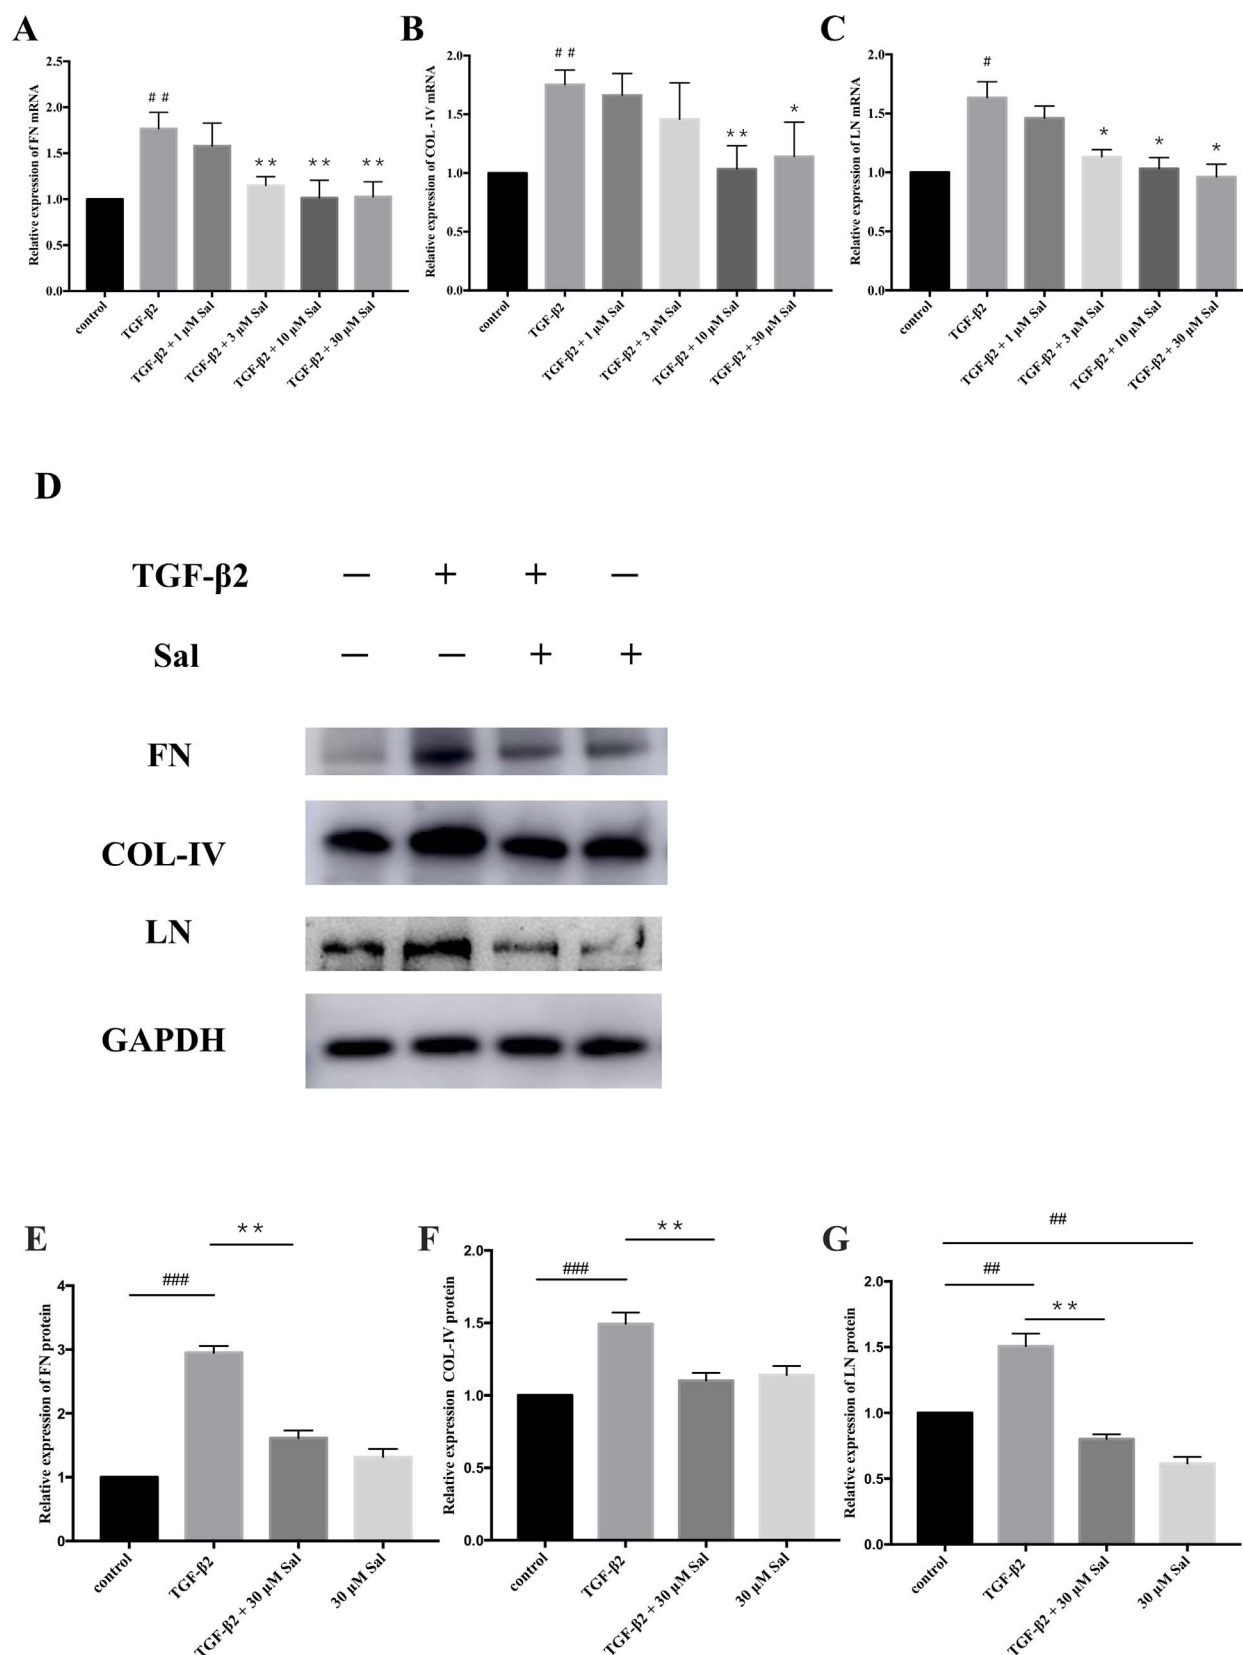 A
Relative expression of FN mRNA
2.5
2.0
1.5
1.0
0.5
0.0
# #
* *
* *
* *
control
TGF-β2
TGF-β2 + 1 μM Sal
TGF-β2 + 3 μM Sal
TGF-β2 + 10 μM Sal
TGF-β2 + 30 μM Sal
B
Relative expression of COL - IV mRNA
2.0
1.5
1.0
0.5
0.0
# #
* *
*
control
TGF-β2
TGF-β2 + 1 μM Sal
TGF-β2 + 3 μM Sal
TGF-β2 + 10 μM Sal
TGF-β2 + 30 μM Sal
C
Relative expression of LN mRNA
2.0
1.5
1.0
0.5
0.0
#
*
*
*
control
TGF-β2
TGF-β2 + 1 μM Sal
TGF-β2 + 3 μM Sal
TGF-β2 + 10 μM Sal
TGF-β2 + 30 μM Sal
D
TGF-β2 — + + —
Sal — — + +
FN
COL-IV
LN
GAPDH
E
Relative expression of FN protein
4
3
2
1
0
###
* *
control
TGF-β2
TGF-β2 + 30 μM Sal
30 μM Sal
F
Relative expression COL-IV protein
2.0
1.5
1.0
0.5
0.0
###
* *
control
TGF-β2
TGF-β2 + 30 μM Sal
30 μM Sal
G
Relative expression of LN protein
2.0
1.5
1.0
0.5
0.0
##
##
* *
control
TGF-β2
TGF-β2 + 30 μM Sal
30 μM Sal